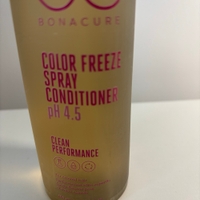 BONACURE
COLOR FREEZE
SPRAY
CONDITIONER
pH 4.5
CLEAN
PERFORMANCE